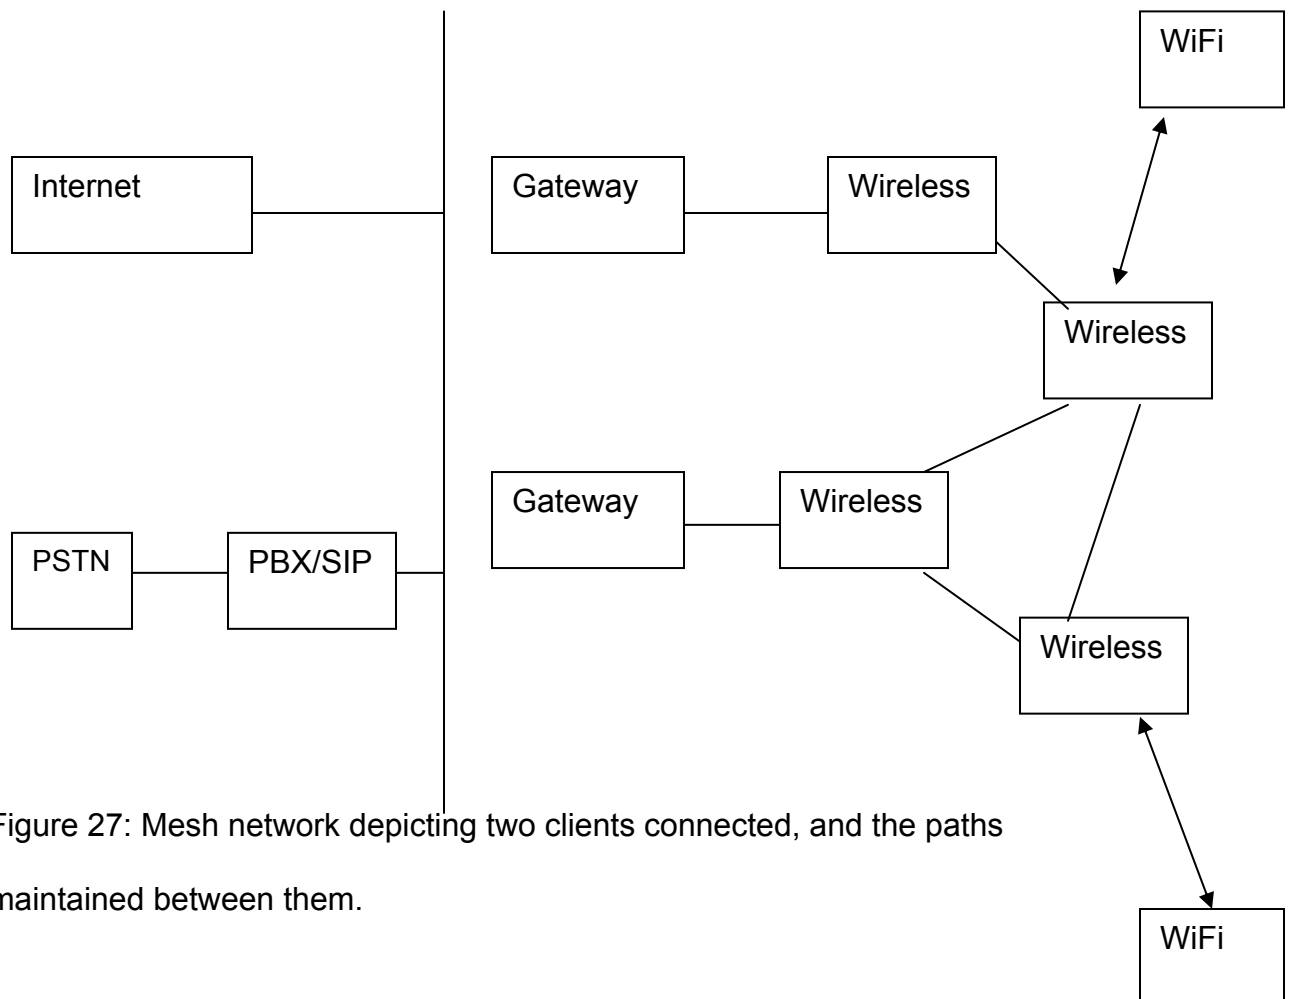 WiFi
Internet
Gateway
Wireless
Wireless
Gateway
Wireless
PSTN
PBX/SIP
Wireless
Figure 27: Mesh network depicting two clients connected, and the paths
maintained between them.
WiFi